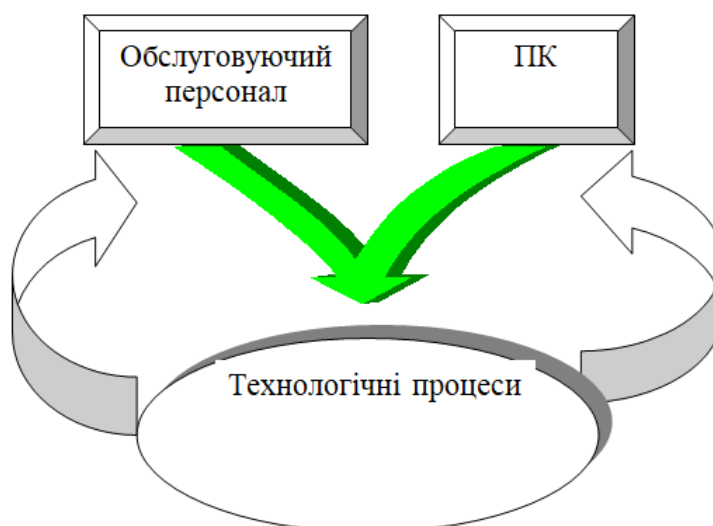 Обслуговуючий
персонал
ПК
Технологічні процеси